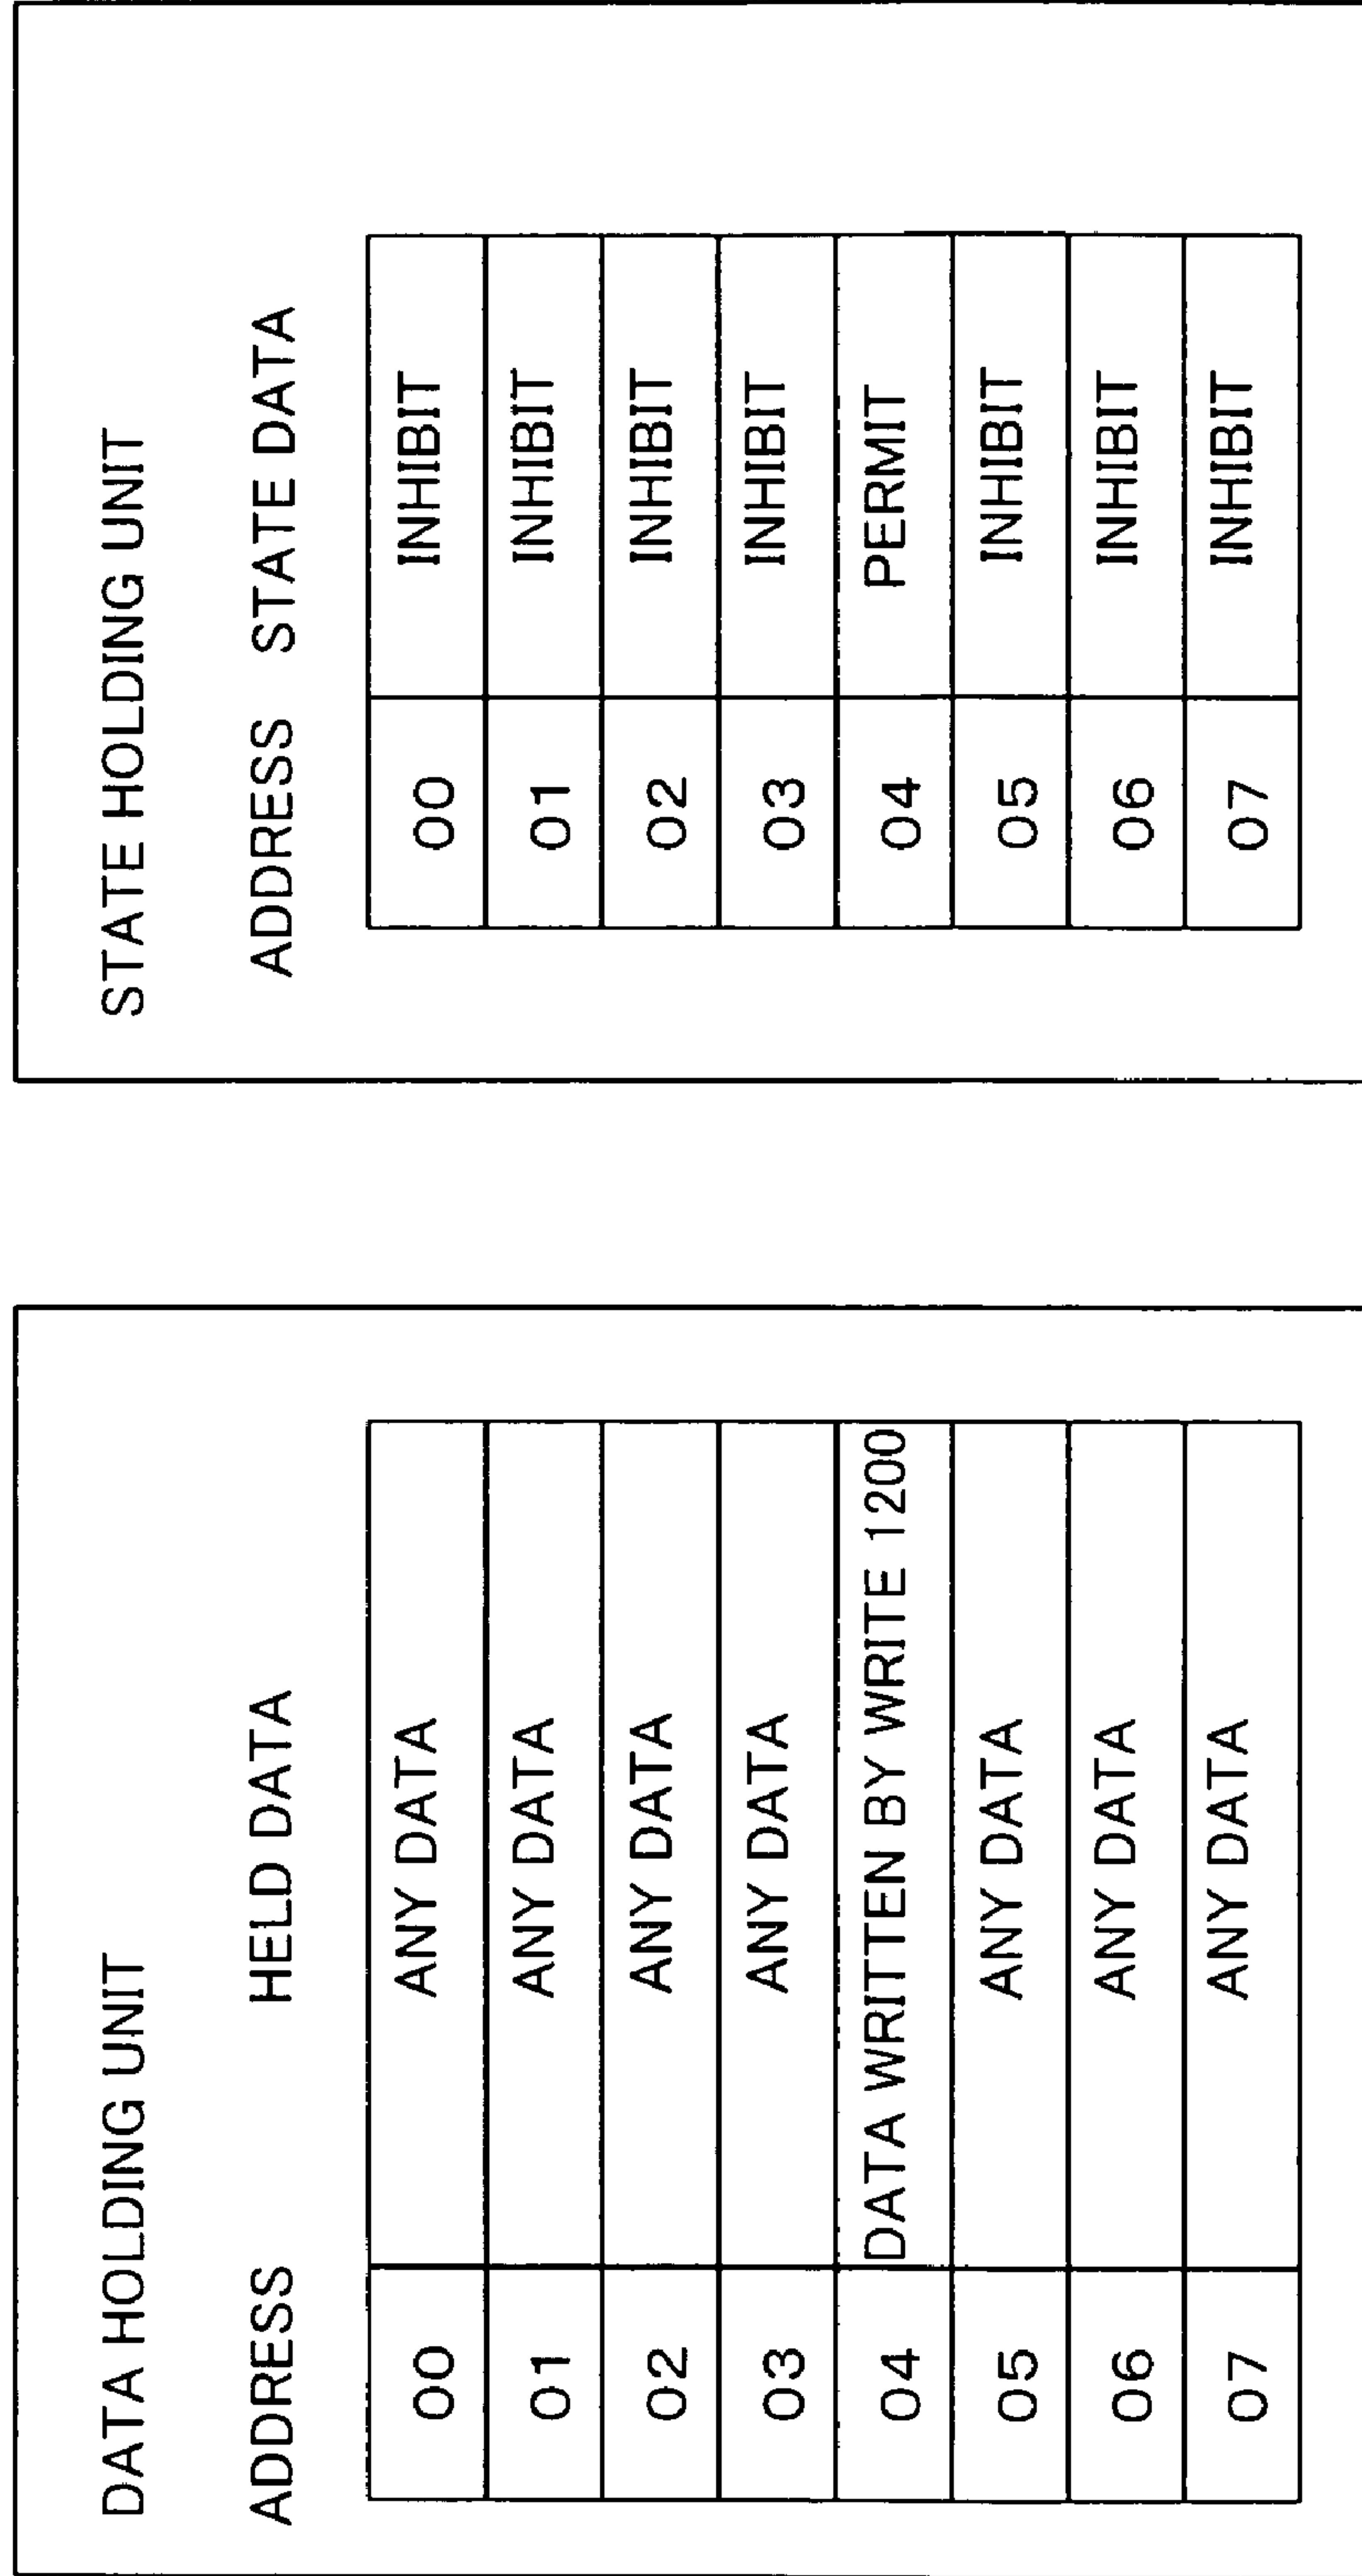 DATA HOLDING UNIT
ADDRESS HELD DATA
00 ANY DATA
01 ANY DATA
02 ANY DATA
03 ANY DATA
04 DATA WRITTEN BY WRITE 1200
05 ANY DATA
06 ANY DATA
07 ANY DATA
STATE HOLDING UNIT
ADDRESS STATE DATA
00 INHIBIT
01 INHIBIT
02 INHIBIT
03 INHIBIT
04 PERMIT
05 INHIBIT
06 INHIBIT
07 INHIBIT